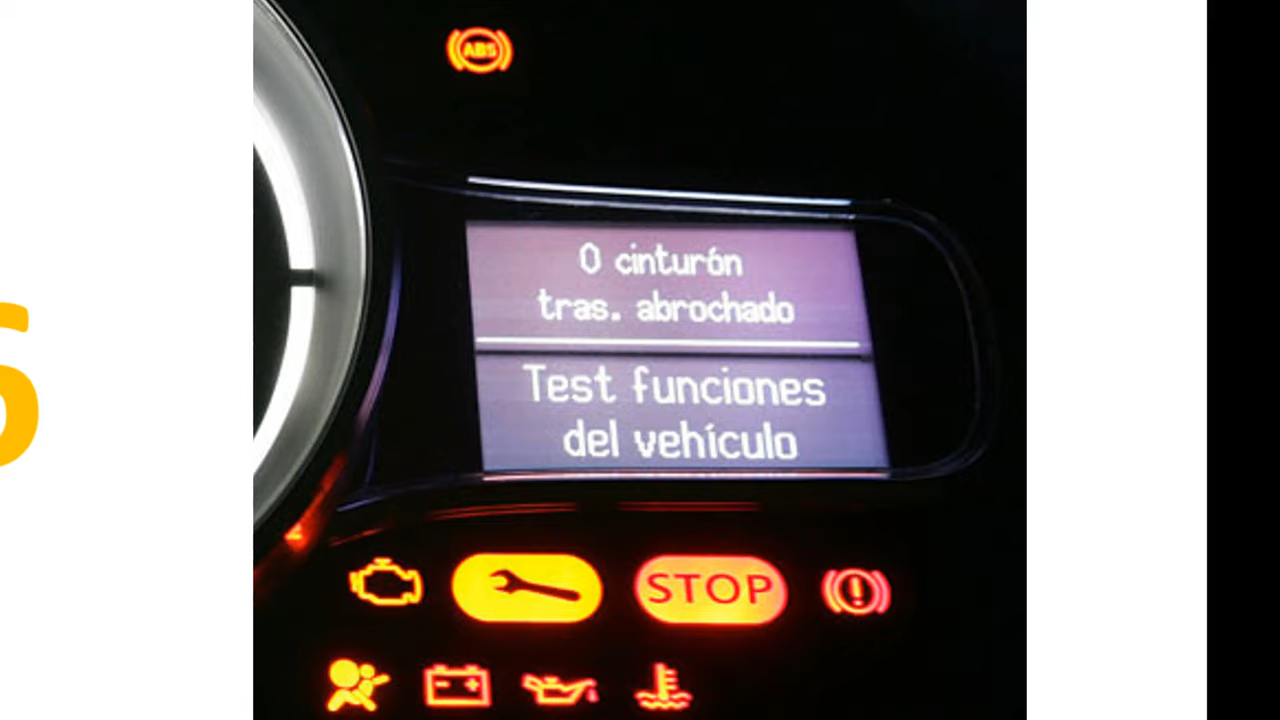 ABS
0 cinturón
tras. abrochado
Test funciones
del vehículo
STOP